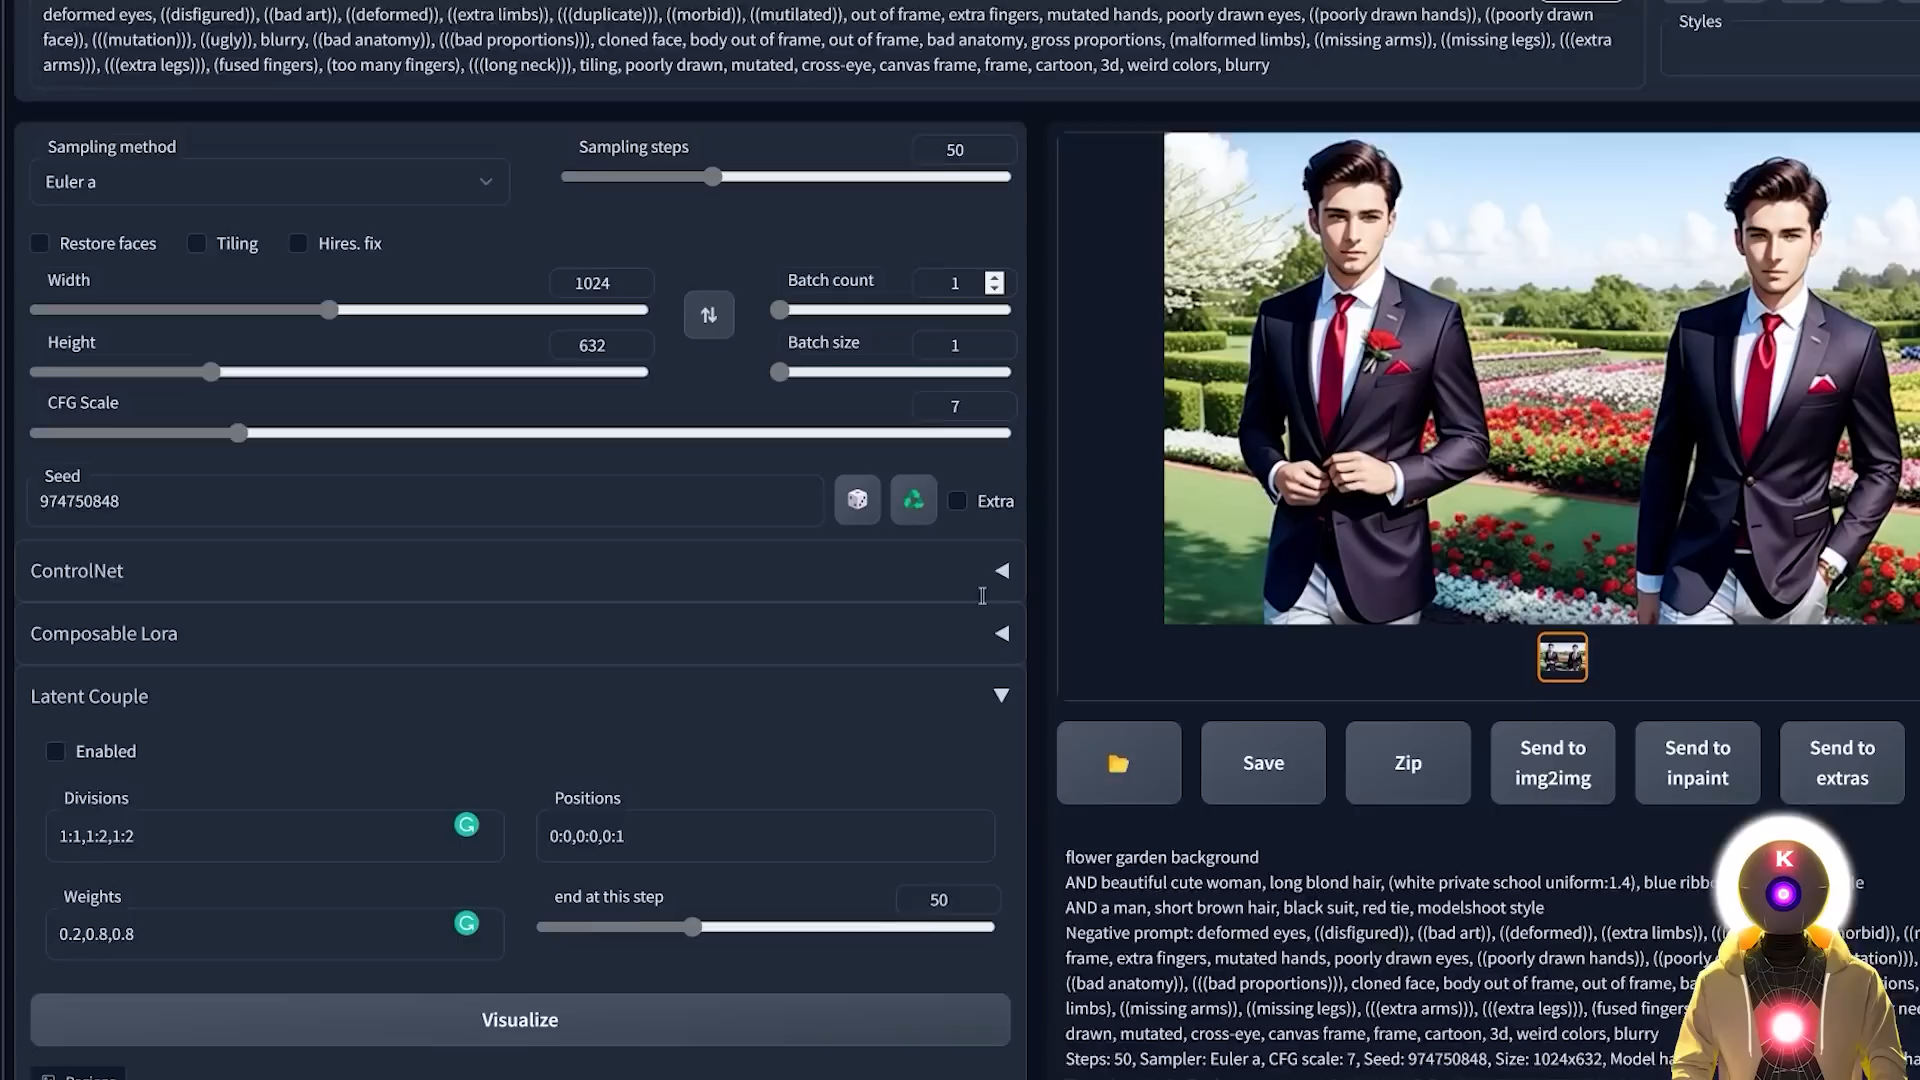 deformed eyes, ((disfigured)), ((bad art)), ((deformed)), ((extra limbs)), (((duplicate))), ((morbid)), ((mutilated)), out of frame, extra fingers, mutated hands, poorly drawn eyes, ((poorly drawn hands)), ((poorly drawn
face)), (((mutation))), ((ugly)), blurry, ((bad anatomy)), (((bad proportions))), cloned face, body out of frame, out of frame, bad anatomy, gross proportions, (malformed limbs), ((missing arms)), ((missing legs)), (((extra
arms))), (((extra legs))), (fused fingers), (too many fingers), (((long neck))), tiling, poorly drawn, mutated, cross-eye, canvas frame, frame, cartoon, 3d, weird colors, blurry
Styles
Sampling method
Euler a
Sampling steps
50
Restore faces
Tiling
Hires. fix
Width
1024
Batch count
1
Height
632
Batch size
1
CFG Scale
7
Seed
974750848
Extra
ControlNet
Composable Lora
Latent Couple
Enabled
Divisions
1:1,1:2,1:2
Positions
0:0,0:0,0:1
Weights
0.2,0.8,0.8
end at this step
50
Visualize
Save
Zip
Send to
img2img
Send to
inpaint
Send to
extras
flower garden background
AND beautiful cute woman, long blond hair, (white private school uniform:1.4), blue
AND a man, short brown hair, black suit, red tie, modelshoot style
Negative prompt: deformed eyes, ((disfigured)), ((bad art)), ((deformed)), ((extra limbs)),
frame, extra fingers, mutated hands, poorly drawn eyes, ((poorly drawn hands)), ((poorly
((bad anatomy)), (((bad proportions))), cloned face, body out of frame, out of frame,
limbs), ((missing arms)), ((missing legs)), (((extra arms))), (((extra legs))), (fused
drawn, mutated, cross-eye, canvas frame, frame, cartoon, 3d, weird colors, blurry
Steps: 50, Sampler: Euler a, CFG scale: 7, Seed: 974750848, Size: 1024x632, Model
K